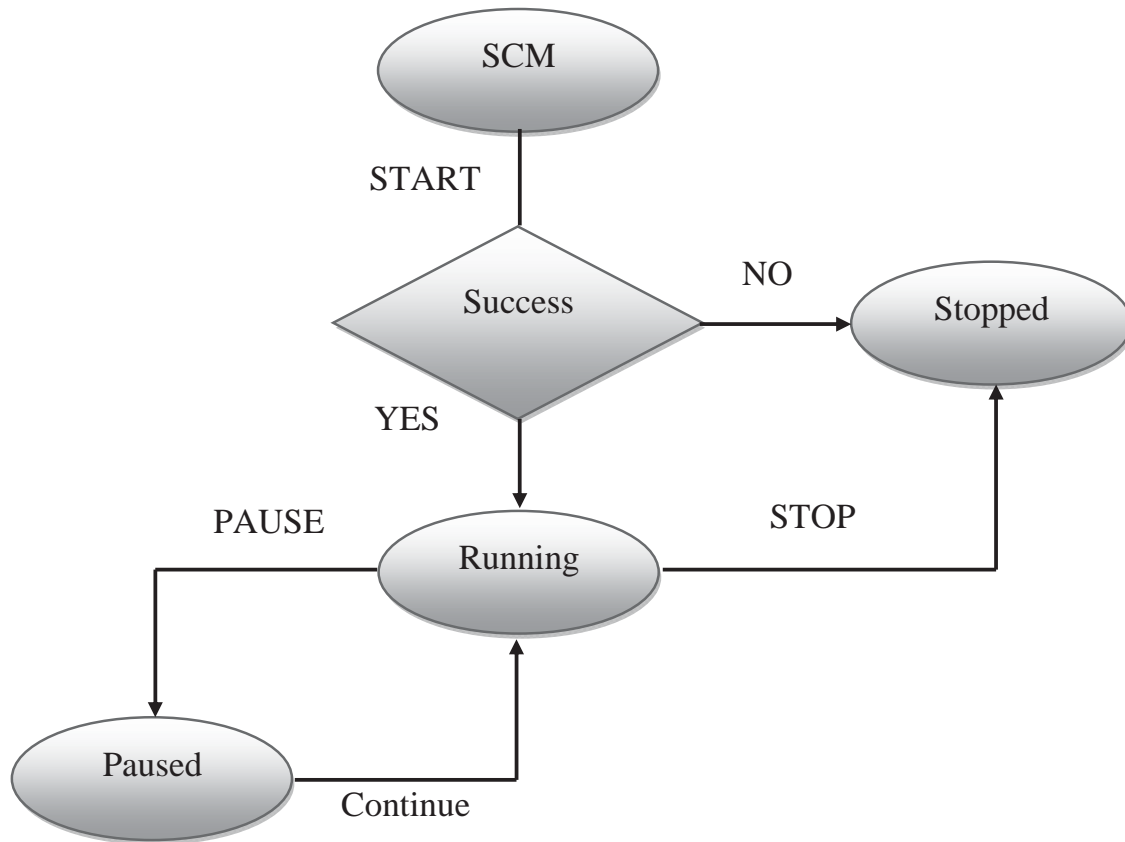 SCM
START
Success
NO
Stopped
YES
PAUSE
STOP
Running
Paused
Continue